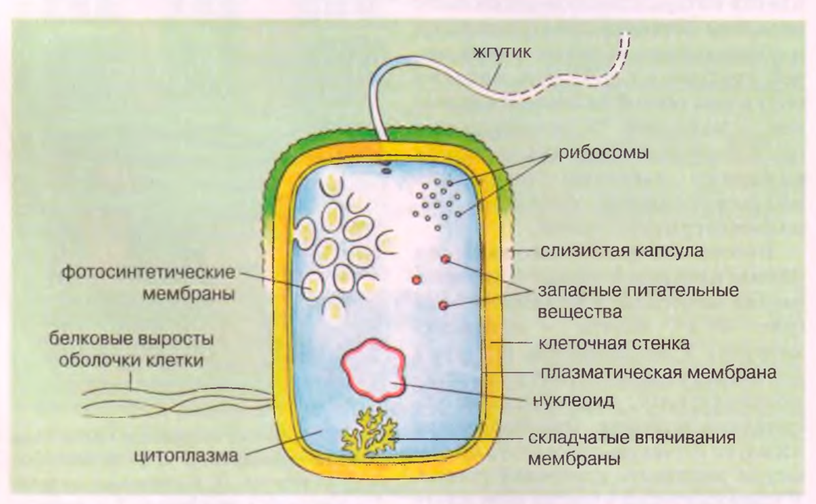 жгутик
рибосомы
слизистая капсула
фотосинтетические
мембраны
запасные питательные
вещества
белковые выросты
оболочки клетки
клеточная стенка
плазматическая мембрана
нуклеоид
складчатые впячивания
мембраны
цитоплазма